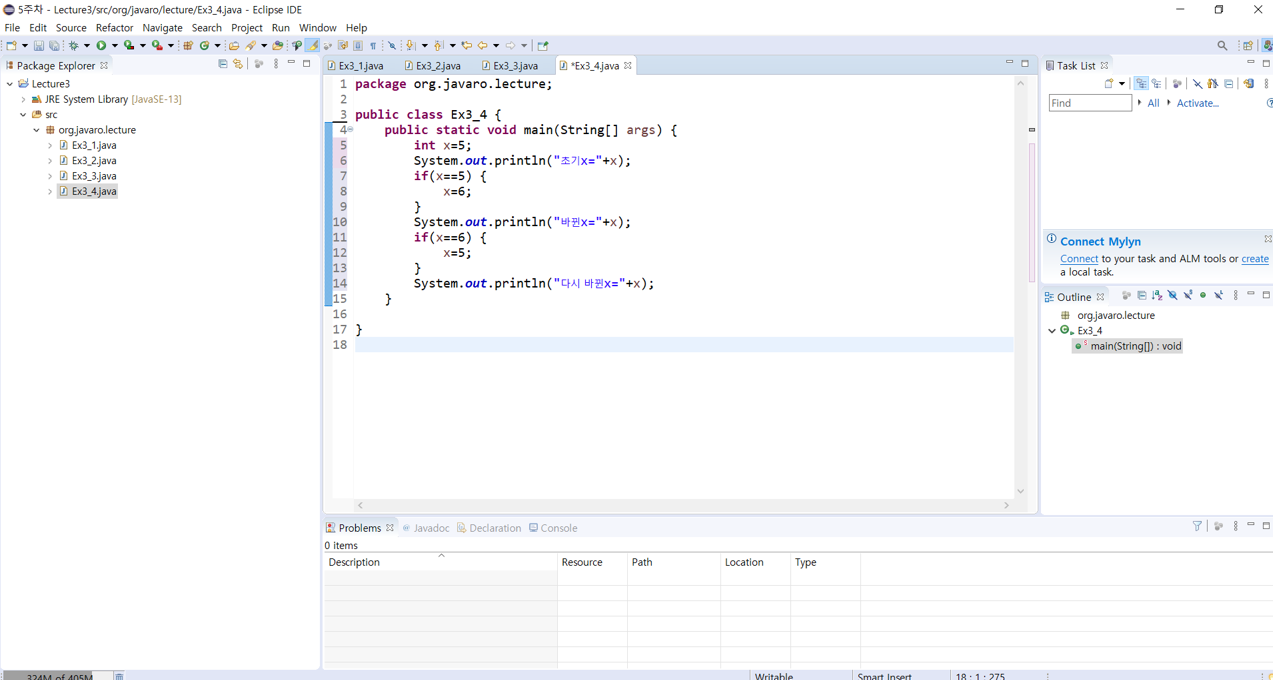 5주차 - Lecture3/src/org/javaro/lecture/Ex3_4.java - Eclipse IDE
File Edit Source Refactor Navigate Search Project Run Window Help
Package Explorer
Lecture3
JRE System Library [JavaSE-13]
src
org.javaro.lecture
Ex3_1.java
Ex3_2.java
Ex3_3.java
Ex3_4.java
Ex3_1.java Ex3_2.java Ex3_3.java *Ex3_4.java
1 package org.javaro.lecture;
2
3 public class Ex3_4 {
4 public static void main(String[] args) {
5 int x=5;
6 System.out.println("초기x="+x);
7 if(x==5) {
8 x=6;
9 }
10 System.out.println("바뀐x="+x);
11 if(x==6) {
12 x=5;
13 }
14 System.out.println("다시 바뀐x="+x);
15 }
16
17 }
18
Task List
Find All Activate...
Connect Mylyn
Connect to your task and ALM tools or create
a local task.
Outline
org.javaro.lecture
Ex3_4
main(String[]) : void
Problems Javadoc Declaration Console
0 items
Description Resource Path Location Type
324M of 405M Writable Smart Insert 18 : 1 : 275